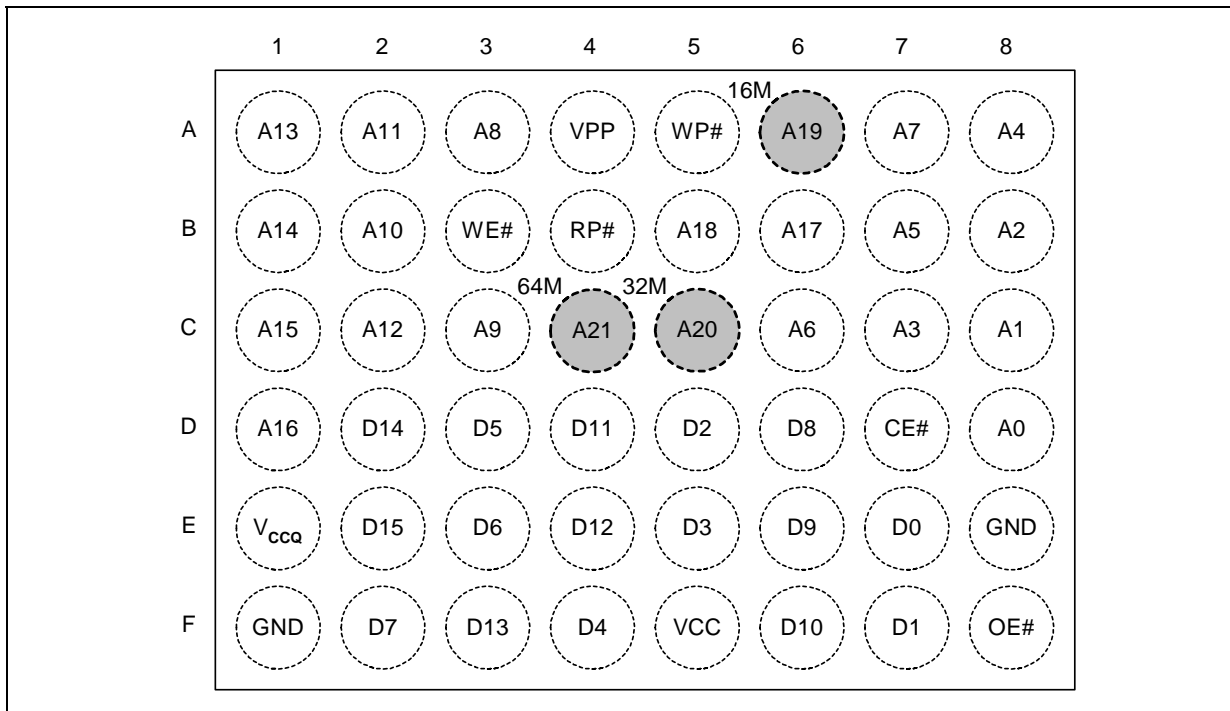 1 2 3 4 5 6 7 8
16M
A A13 A11 A8 VPP WP# A19 A7 A4
B A14 A10 WE# RP# A18 A17 A5 A2
64M 32M
C A15 A12 A9 A21 A20 A6 A3 A1
D A16 D14 D5 D11 D2 D8 CE# A0
E VCCQ D15 D6 D12 D3 D9 D0 GND
F GND D7 D13 D4 VCC D10 D1 OE#